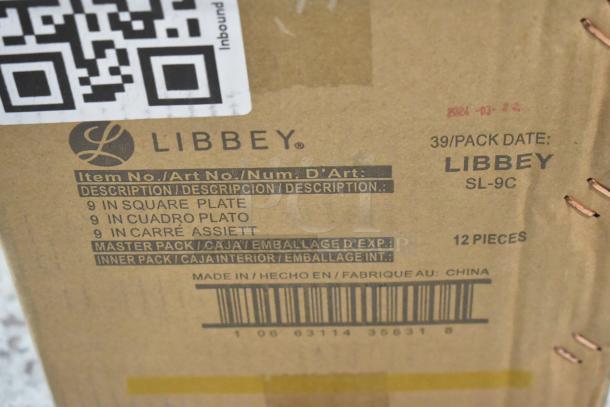 Inbound
2024 -03- 22
LIBBEY®
39/PACK DATE:
LIBBEY
SL-9C
Item No./Art No./Num. D'Art:
DESCRIPTION/DESCRIPCION/DESCRIPTION.:
9 IN SQUARE PLATE
9 IN CUADRO PLATO
9 IN CARRÉ ASSIETT
MASTER PACK/CAJA/EMBALLAGE D'EXP.:
12 PIECES
INNER PACK/CAJA INTERIOR/EMBALLAGE INT.:
MADE IN/HECHO EN/FABRIQUE AU: CHINA
1 06 63114 35831 8